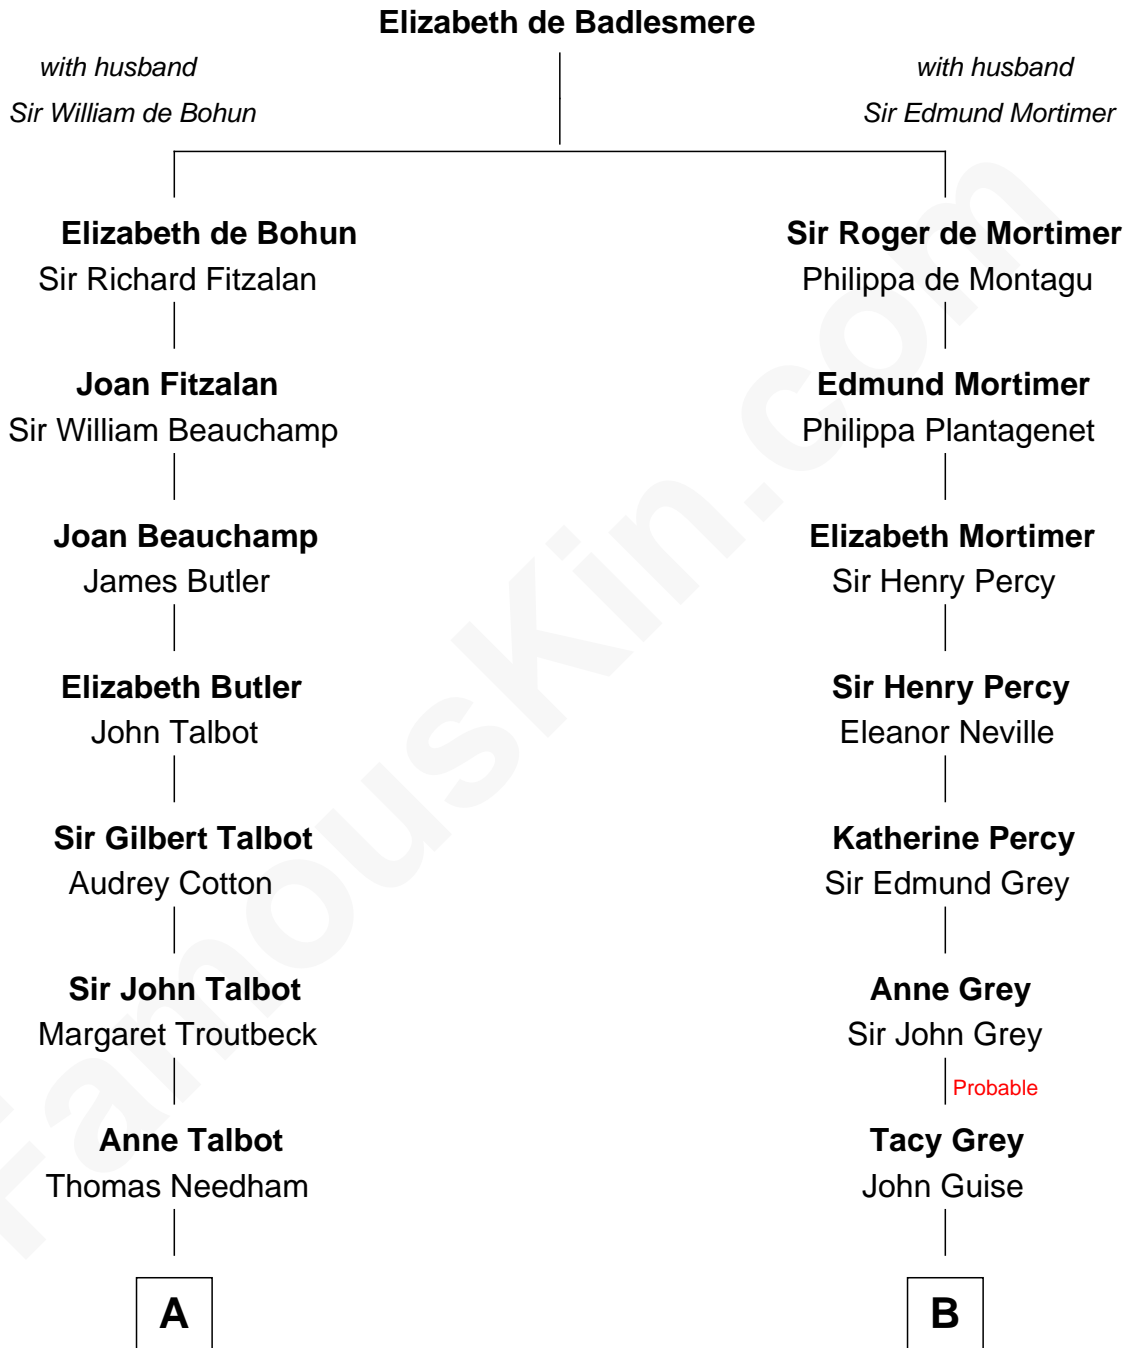 Elizabeth de Badlesmere
with husband
Sir William de Bohun
with husband
Sir Edmund Mortimer
Elizabeth de Bohun
Sir Richard Fitzalan
Joan Fitzalan
Sir William Beauchamp
Joan Beauchamp
James Butler
Elizabeth Butler
John Talbot
Sir Gilbert Talbot
Audrey Cotton
Sir John Talbot
Margaret Troutbeck
Anne Talbot
Thomas Needham
A
Sir Roger de Mortimer
Philippa de Montagu
Edmund Mortimer
Philippa Plantagenet
Elizabeth Mortimer
Sir Henry Percy
Sir Henry Percy
Eleanor Neville
Katherine Percy
Sir Edmund Grey
Anne Grey
Sir John Grey
Probable
Tacy Grey
John Guise
B
FamousKin.com